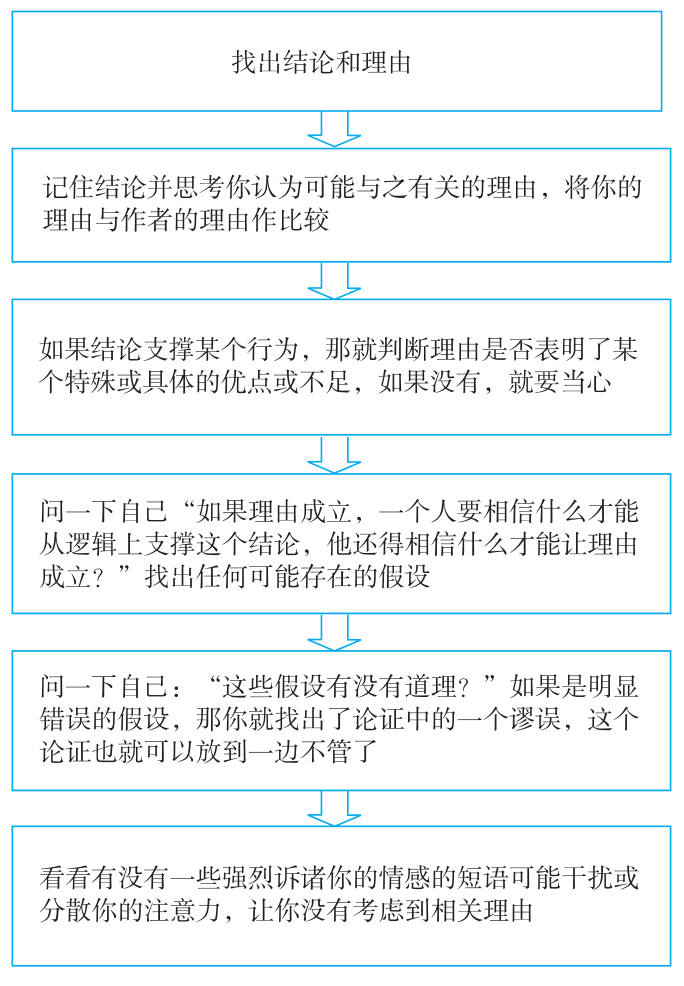 找出结论和理由
记住结论并思考你认为可能与之有关的理由，将你的
理由与作者的理由作比较
如果结论支撑某个行为，那就判断理由是否表明了某
个特殊或具体的优点或不足，如果没有，就要当心
问一下自己“如果理由成立，一个人要相信什么才能
从逻辑上支撑这个结论，他还得相信什么才能让理由
成立？”找出任何可能存在的假设
问一下自己：“这些假设有没有道理？”如果是明显
错误的假设，那你就找出了论证中的一个谬误，这个
论证也就可以放到一边不管了
看看有没有一些强烈诉诸你的情感的短语可能干扰或
分散你的注意力，让你没有考虑到相关理由